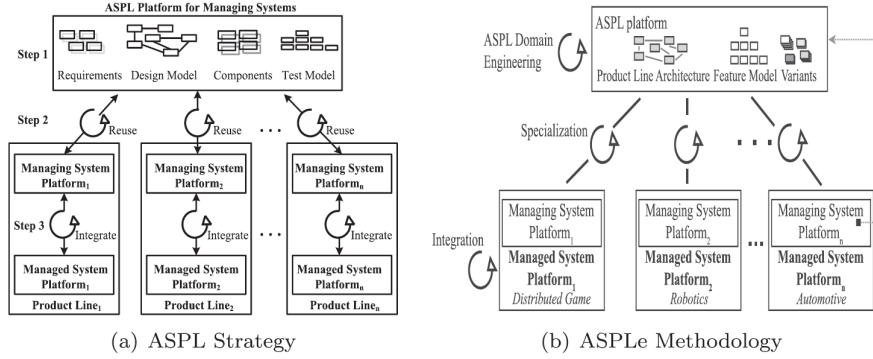 ASPL Platform for Managing Systems
Step 1
Requirements Design Model Components Test Model
Step 2
Reuse Reuse Reuse
Managing System Platform₁
Managing System Platform₂
Managing System Platformₙ
Step 3
Integrate Integrate Integrate
Managed System Platform₁
Managed System Platform₂
Managed System Platformₙ
Product Line₁ Product Line₂ Product Lineₙ
(a) ASPL Strategy
ASPL platform
ASPL Domain Engineering
Product Line Architecture Feature Model Variants
Specialization
Managing System Platform₁
Managing System Platform₂
Managing System Platformₙ
Integration
Managed System Platform₁
Distributed Game
Managed System Platform₂
Robotics
Managed System Platformₙ
Automotive
(b) ASPLe Methodology